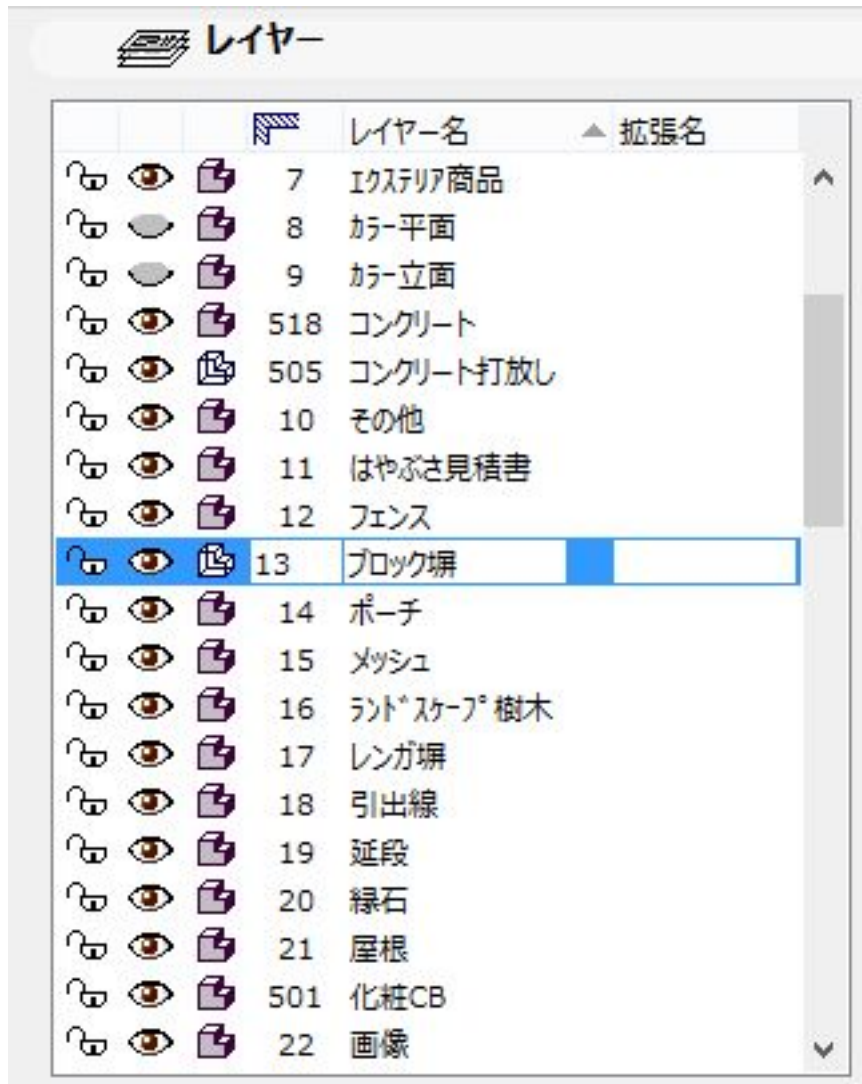 レイヤー
レイヤー名 拡張名
7 ｴｸｽﾃﾘｱ商品
8 ｶﾗｰ平面
9 ｶﾗｰ立面
518 コンクリート
505 コンクリート打放し
10 その他
11 はやぶさ見積書
12 フェンス
13 ブロック塀
14 ポーチ
15 メッシュ
16 ﾗﾝﾄﾞｽｹｰﾌﾟ樹木
17 レンガ塀
18 引出線
19 延段
20 縁石
21 屋根
501 化粧CB
22 画像